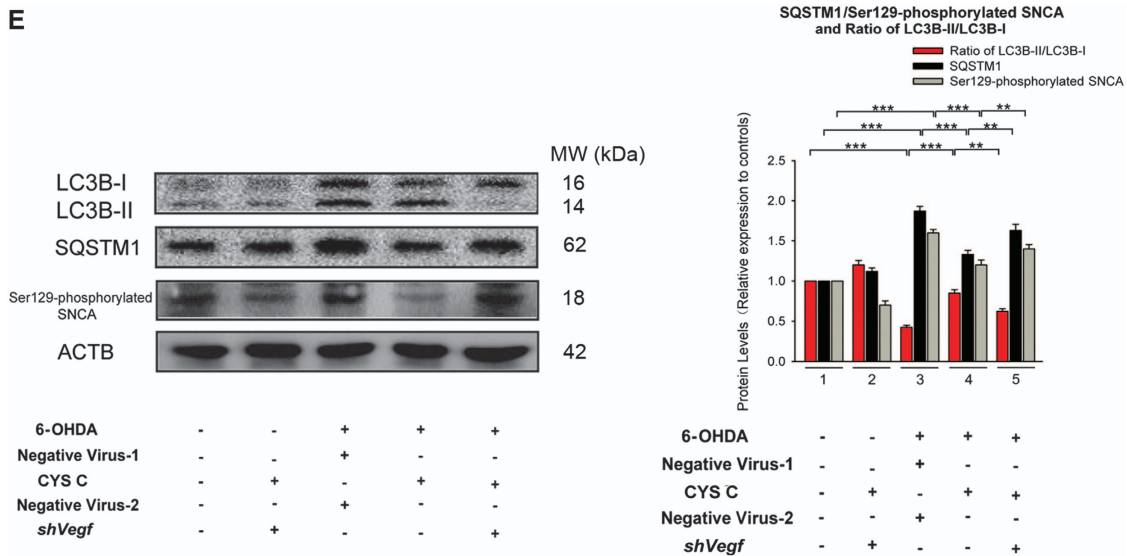 E
LC3B-I
LC3B-II
SQSTM1
Ser129-phosphorylated
SNCA
ACTB
MW (kDa)
16
14
62
18
42
6-OHDA - - + + +
Negative Virus-1 - - + - -
CYS C - + - + +
Negative Virus-2 - - + - -
shVegf - + - - +
SQSTM1/Ser129-phosphorylated SNCA
and Ratio of LC3B-II/LC3B-I
Ratio of LC3B-II/LC3B-I
SQSTM1
Ser129-phosphorylated SNCA
*** *** **
*** *** **
*** *** **
Protein Levels (Relative expression to controls)
2.5
2.0
1.5
1.0
0.5
0.0
1 2 3 4 5
6-OHDA - - + + +
Negative Virus-1 - - + - -
CYS C - + - + +
Negative Virus-2 - - + - -
shVegf - + - - +